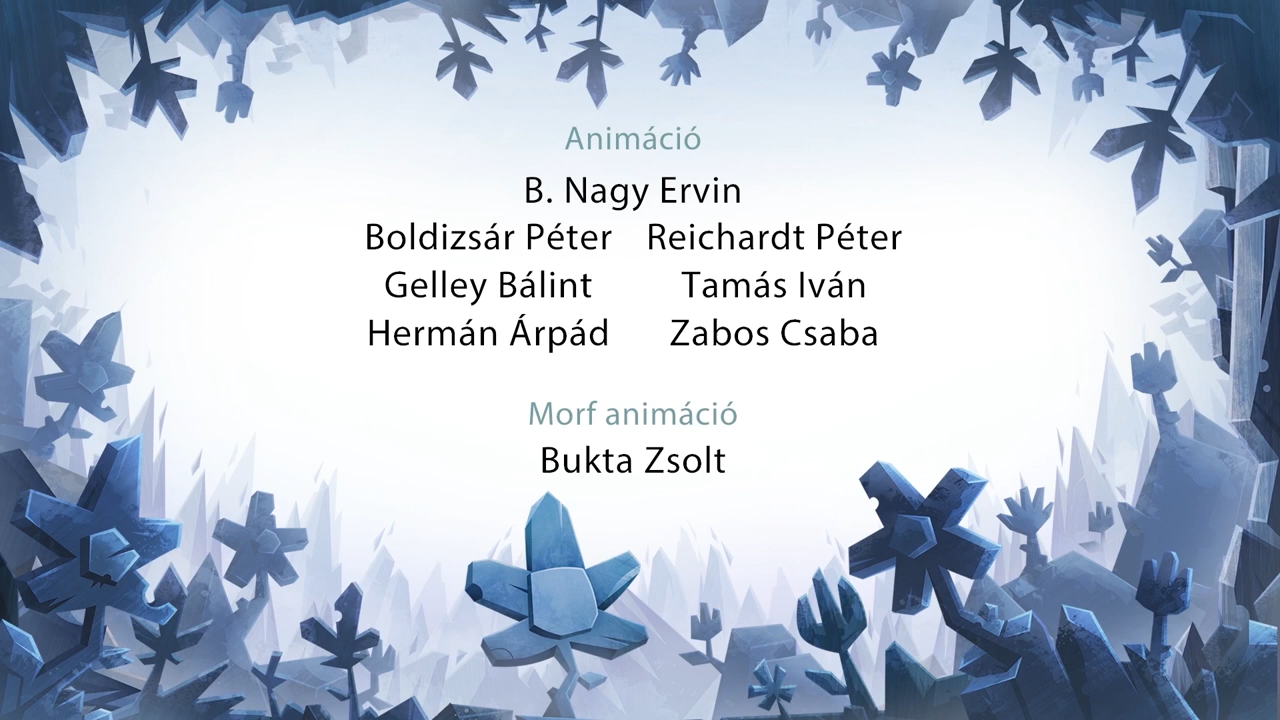 Animáció
B. Nagy Ervin
Boldizsár Péter Reichardt Péter
Gelley Bálint Tamás Iván
Hermán Árpád Zabos Csaba
Morf animáció
Bukta Zsolt